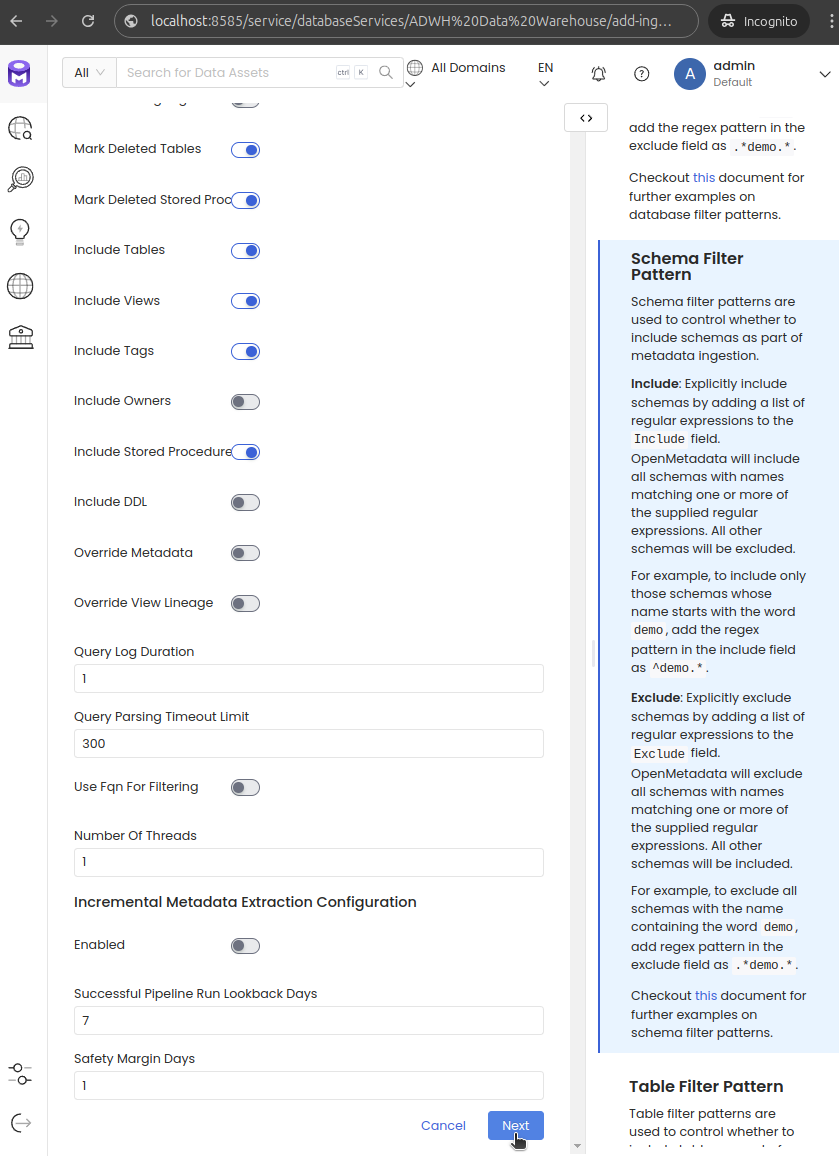 localhost:8585/service/databaseServices/ADWH%20Data%20Warehouse/add-ing...
Incognito
All
Search for Data Assets
ctrl K
All Domains
EN
A
admin
Default
Mark Deleted Tables
Mark Deleted Stored Proc
Include Tables
Include Views
Include Tags
Include Owners
Include Stored Procedure
Include DDL
Override Metadata
Override View Lineage
Query Log Duration
1
Query Parsing Timeout Limit
300
Use Fqn For Filtering
Number Of Threads
1
Incremental Metadata Extraction Configuration
Enabled
Successful Pipeline Run Lookback Days
7
Safety Margin Days
1
Cancel
Next
add the regex pattern in the
exclude field as .*demo.*.
Checkout this document for
further examples on
database filter patterns.
Schema Filter
Pattern
Schema filter patterns are
used to control whether to
include schemas as part of
metadata ingestion.
Include: Explicitly include
schemas by adding a list of
regular expressions to the
Include field.
OpenMetadata will include
all schemas with names
matching one or more of
the supplied regular
expressions. All other
schemas will be excluded.
For example, to include only
those schemas whose
name starts with the word
demo, add the regex
pattern in the include field
as ^demo.*.
Exclude: Explicitly exclude
schemas by adding a list of
regular expressions to the
Exclude field.
OpenMetadata will exclude
all schemas with names
matching one or more of
the supplied regular
expressions. All other
schemas will be included.
For example, to exclude all
schemas with the name
containing the word demo,
add regex pattern in the
exclude field as .*demo.*.
Checkout this document for
further examples on
schema filter patterns.
Table Filter Pattern
Table filter patterns are
used to control whether to